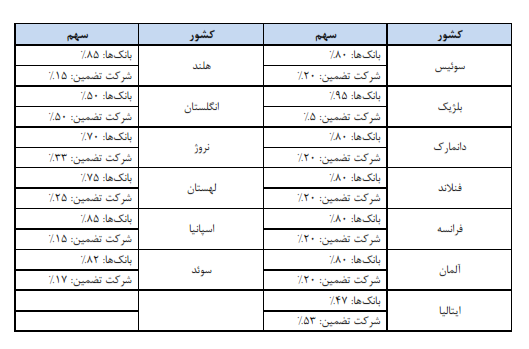 کشور سهم کشور سهم
سوئیس بانک‌ها: ۸۰٪ هلند بانک‌ها: ۸۵٪
شرکت تضمین: ۲۰٪ شرکت تضمین: ۱۵٪
بلژیک بانک‌ها: ۹۵٪ انگلستان بانک‌ها: ۵۰٪
شرکت تضمین: ۵٪ شرکت تضمین: ۵۰٪
دانمارک بانک‌ها: ۸۰٪ نروژ بانک‌ها: ۷۰٪
شرکت تضمین: ۲۰٪ شرکت تضمین: ۳۳٪
فنلاند بانک‌ها: ۸۰٪ لهستان بانک‌ها: ۷۵٪
شرکت تضمین: ۲۰٪ شرکت تضمین: ۲۵٪
فرانسه بانک‌ها: ۸۰٪ اسپانیا بانک‌ها: ۸۵٪
شرکت تضمین: ۲۰٪ شرکت تضمین: ۱۵٪
آلمان بانک‌ها: ۸۰٪ سوئد بانک‌ها: ۸۲٪
شرکت تضمین: ۲۰٪ شرکت تضمین: ۱۷٪
ایتالیا بانک‌ها: ۴۷٪
شرکت تضمین: ۵۳٪